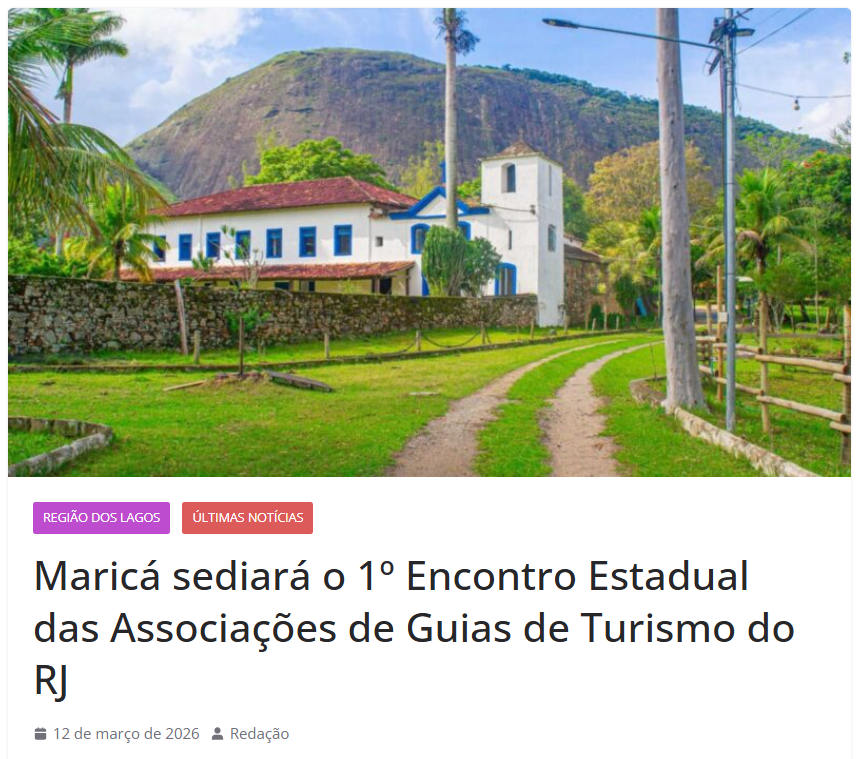 REGIÃO DOS LAGOS
ÚLTIMAS NOTÍCIAS
Maricá sediará o 1º Encontro Estadual
das Associações de Guias de Turismo do
RJ
12 de março de 2026 Redação